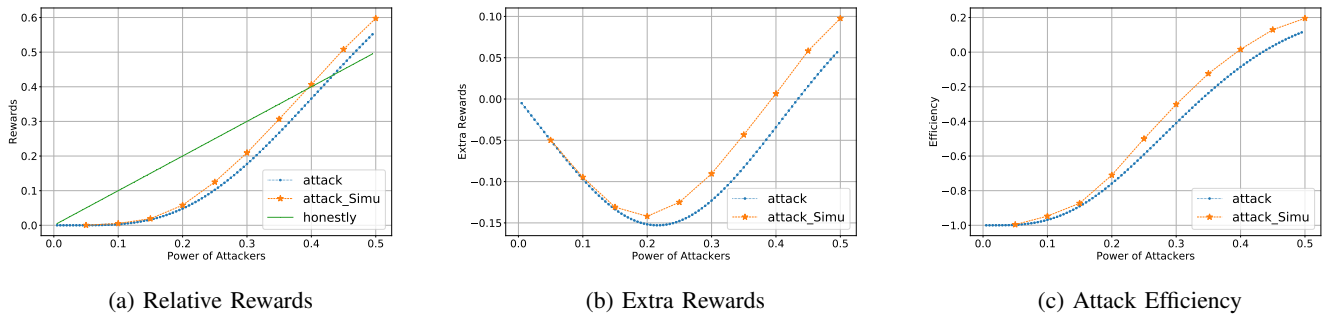 0.6
0.5
0.4
0.3
0.2
0.1
0.0
Rewards
attack
attack_Simu
honestly
0.0 0.1 0.2 0.3 0.4 0.5
Power of Attackers
(a) Relative Rewards
0.10
0.05
0.00
−0.05
−0.10
−0.15
Extra Rewards
attack
attack_Simu
0.0 0.1 0.2 0.3 0.4 0.5
Power of Attackers
(b) Extra Rewards
0.2
0.0
−0.2
−0.4
−0.6
−0.8
−1.0
Efficiency
attack
attack_Simu
0.0 0.1 0.2 0.3 0.4 0.5
Power of Attackers
(c) Attack Efficiency